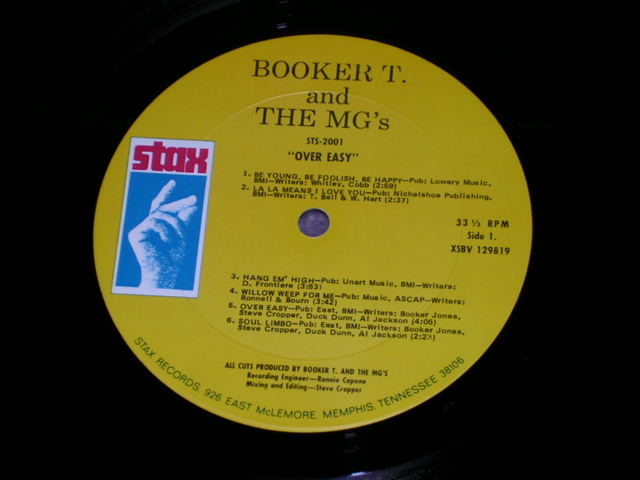 BOOKER T.
and
THE MG's
STS-2001
"OVER EASY"
stax
1. BE YOUNG, BE FOOLISH, BE HAPPY—Pub: Lowery Music,
BMI—Writers: Whitley, Cobb (2:59)
2. LA LA MEANS I LOVE YOU—Pub: Nichelshoe Publishing,
BMI—Writers: T. Bell & W. Hart (2:37)
33 1/3 RPM
Side 1.
XSBV 129819
3. HANG EM' HIGH—Pub: Unart Music, BMI—Writers:
D. Frontiere (3:53)
4. WILLOW WEEP FOR ME—Pub: Music, ASCAP—Writers:
Ronnell & Bourn (3:42)
5. OVER EASY—Pub: East, BMI—Writers: Booker Jones,
Steve Cropper, Duck Dunn, Al Jackson (4:05)
6. SOUL LIMBO—Pub: East, BMI—Writers: Booker Jones,
Steve Cropper, Duck Dunn, Al Jackson
ALL CUTS PRODUCED BY BOOKER T. AND THE MG's
Recording Engineer—Ronnie Capone
Mixing and Editing—Steve Cropper
STAX RECORDS, 926 EAST McLEMORE, MEMPHIS, TENNESSEE 38106